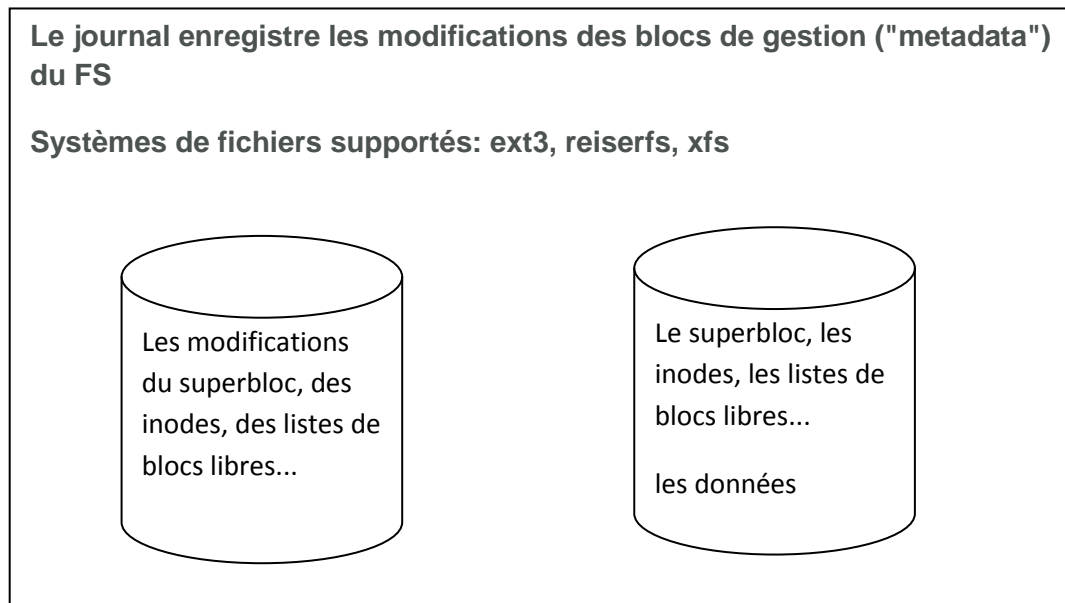 Le journal enregistre les modifications des blocs de gestion ("metadata")
du FS
Systèmes de fichiers supportés: ext3, reiserfs, xfs
Les modifications
du superbloc, des
inodes, des listes de
blocs libres...
Le superbloc, les
inodes, les listes de
blocs libres...
les données